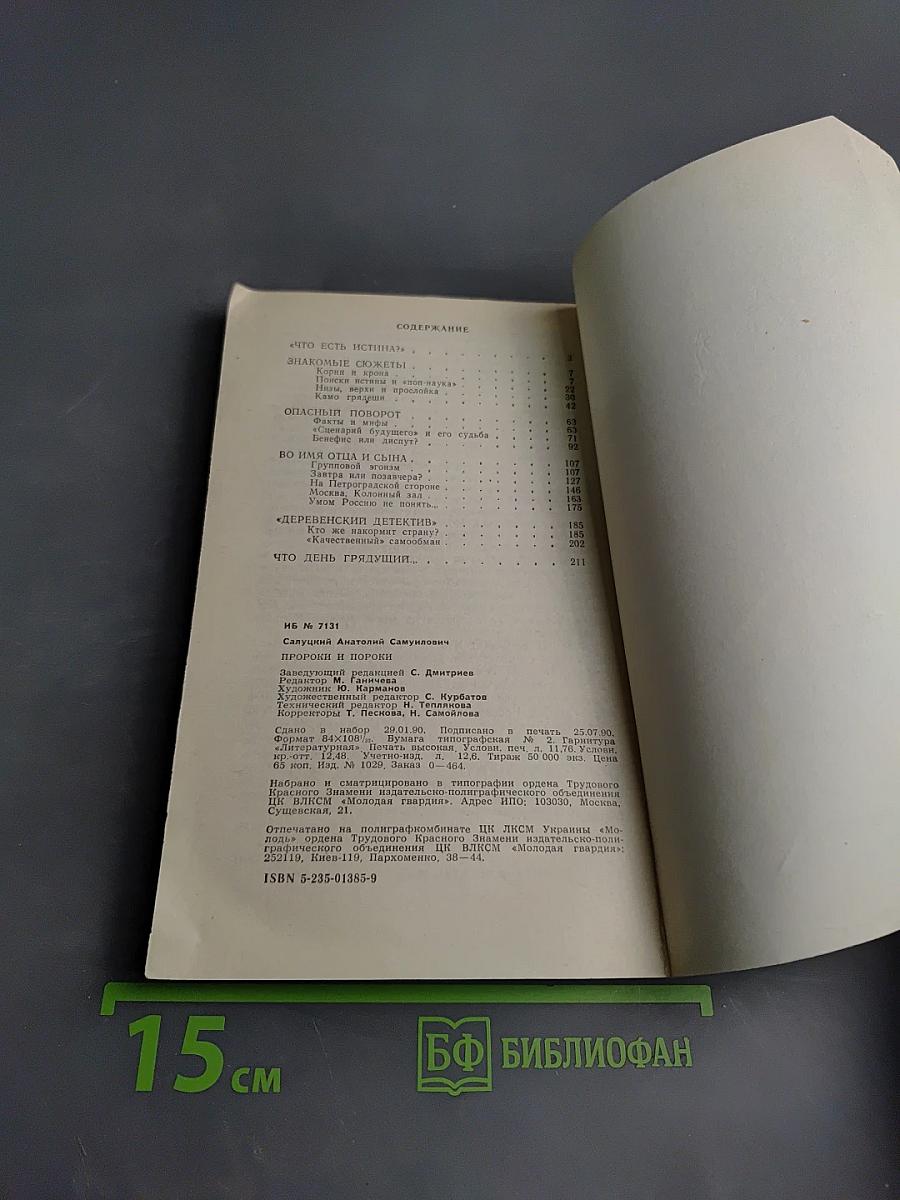 СОДЕРЖАНИЕ
«ЧТО ЕСТЬ ИСТИНА?» . . . . . . . 3
ЗНАКОМЫЕ СЮЖЕТЫ . . . . . . . 7
Корни и крона . . . . . . . 7
Поиски истины и «поп-наука» . . . . . . . 22
Низы, верхи и прослойка . . . . . . . 30
Камо грядеши . . . . . . . 42
ОПАСНЫЙ ПОВОРОТ . . . . . . . 63
Факты и мифы . . . . . . . 63
«Сценарий будущего» и его судьба . . . . . 71
Бенефис или диспут? . . . . . . . 92
ВО ИМЯ ОТЦА И СЫНА . . . . . . . 107
Групповой эгоизм . . . . . . . 107
Завтра или позавчера? . . . . . . . 127
На Петроградской стороне . . . . . . . 146
Москва, Колонный зал . . . . . . . 163
Умом Россию не понять... . . . . . . . 175
«ДЕРЕВЕНСКИЙ ДЕТЕКТИВ» . . . . . . . 185
Кто же накормит страну? . . . . . . . 185
«Качественный» самообман . . . . . . . 202
ЧТО ДЕНЬ ГРЯДУЩИЙ... . . . . . . . 211
ИБ № 7131
Салуцкий Анатолий Самуилович
ПРОРОКИ И ПОРОКИ
Заведующий редакцией С. Дмитриев
Редактор М. Ганичева
Художник Ю. Карманов
Художественный редактор С. Курбатов
Технический редактор Н. Теплякова
Корректоры Т. Пескова, Н. Самойлова
Сдано в набор 29.01.90. Подписано в печать 25.07.90.
Формат 84×108¹/₃₂. Бумага типографская № 2. Гарнитура
«Литературная». Печать высокая. Условн. печ. л. 11,76. Условн.
кр.-отт. 12,48. Учетно-изд. л. 12,6. Тираж 50 000 экз. Цена
65 коп. Изд. № 1029. Заказ 0—464.
Набрано и сматрицировано в типографии ордена Трудового
Красного Знамени издательско-полиграфического объединения
ЦК ВЛКСМ «Молодая гвардия». Адрес ИПО: 103030, Москва,
Сущевская, 21.
Отпечатано на полиграфкомбинате ЦК ЛКСМ Украины «Мо-
лодь» ордена Трудового Красного Знамени издательско-поли-
графического объединения ЦК ВЛКСМ «Молодая гвардия»:
252119, Киев-119, Пархоменко, 38—44.
ISBN 5-235-01385-9
15 см
БФ БИБЛИОФАН